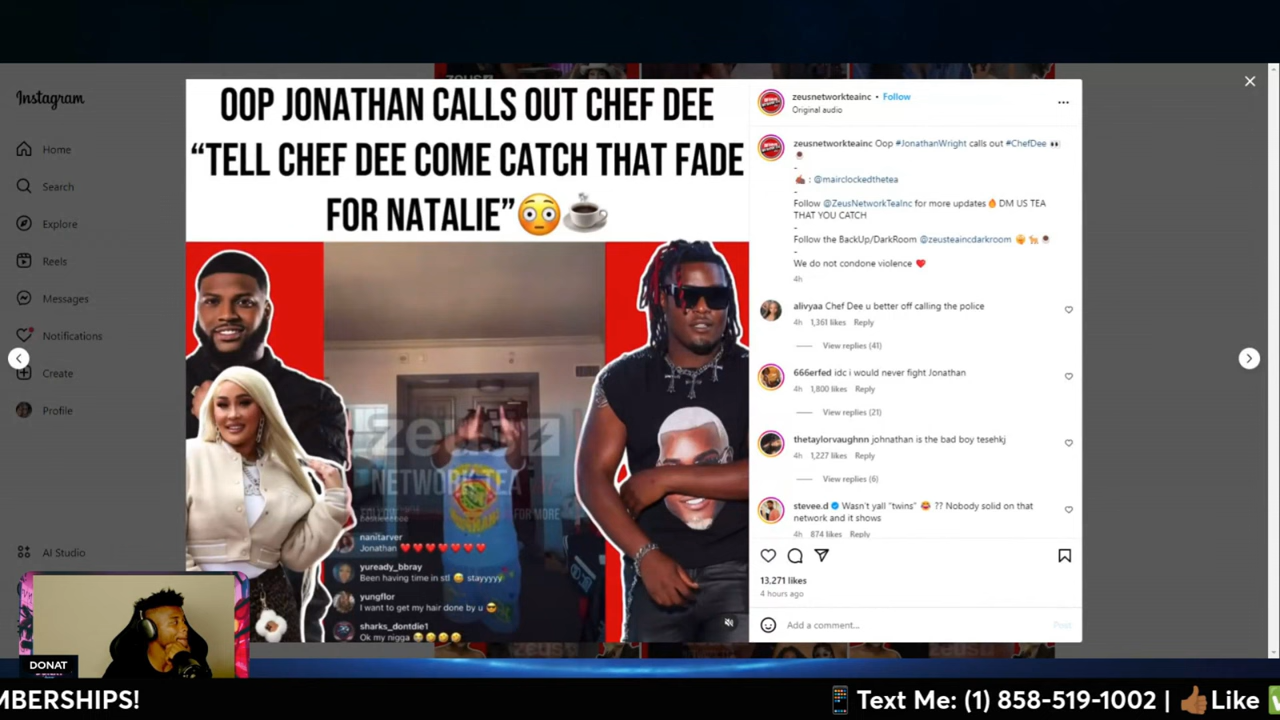 Instagram
Home
Search
Explore
Reels
Messages
Notifications
Create
Profile
AI Studio
OOP JONATHAN CALLS OUT CHEF DEE
“TELL CHEF DEE COME CATCH THAT FADE
FOR NATALIE”😳☕
zeus
NETWORK TEA
nanitarver
Jonathan ❤️❤️❤️❤️❤️❤️❤️
yuready_bbray
Been having time in stl 😄 stayyyyy
yungflor
I want to get my hair done by u 😎
sharks_dontdie1
Ok my nigga 😂😂😂😂
zeusnetworkteainc • Follow
Original audio
zeusnetworkteainc Oop #JonathanWright calls out #ChefDee 👀
-
: @mairclockedthetea
-
Follow @ZeusNetworkTeaInc for more updates🔥 DM US TEA
THAT YOU CATCH
-
Follow the BackUp/DarkRoom @zeusteaincdarkroom
-
We do not condone violence ❤️
4h
alivyaa Chef Dee u better off calling the police
4h 1,361 likes Reply
View replies (41)
666erfed idc i would never fight Jonathan
4h 1,800 likes Reply
View replies (21)
thetaylorvaughnn johnathan is the bad boy tesehkj
4h 1,227 likes Reply
View replies (6)
stevee.d Wasn't yall “twins” 😂 ?? Nobody solid on that
network and it shows
4h 874 likes Reply
13,271 likes
4 hours ago
Add a comment...
Post
DONAT
MBERSHIPS!
📱 Text Me: (1) 858-519-1002 | 👍🏾Like